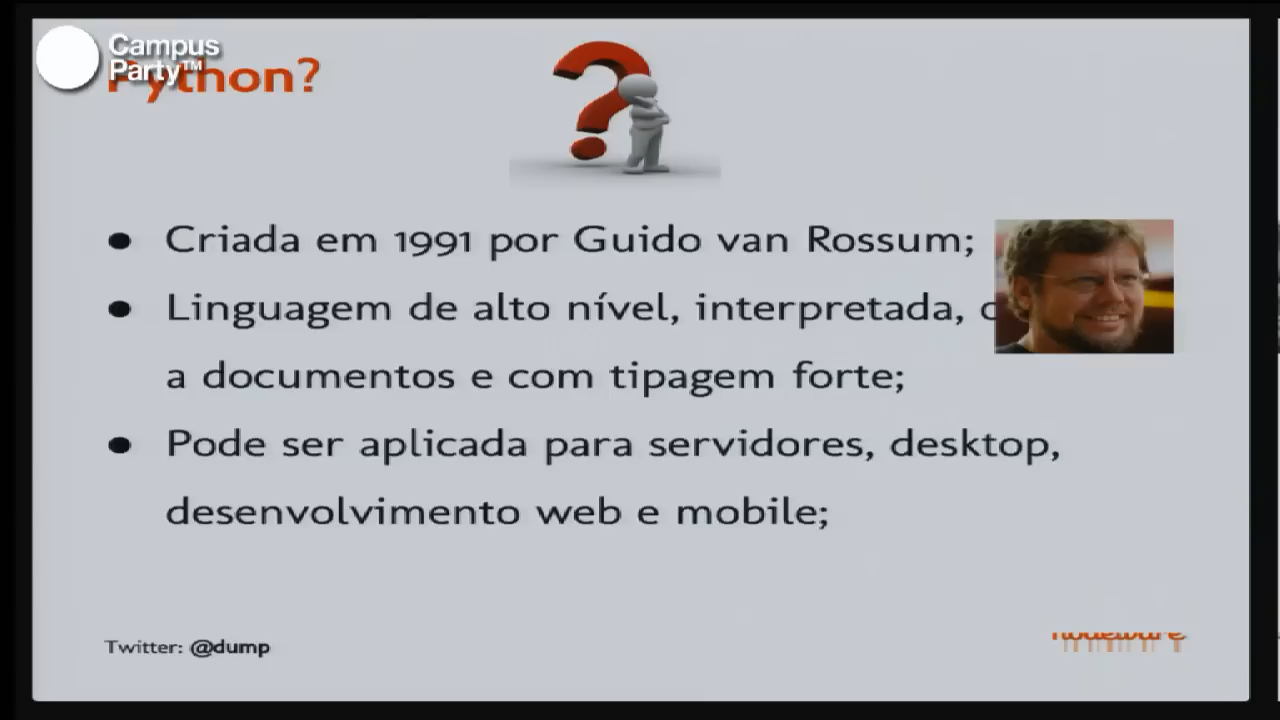 Campus
Party™
Python?
Criada em 1991 por Guido van Rossum;
Linguagem de alto nível, interpretada,
a documentos e com tipagem forte;
Pode ser aplicada para servidores, desktop,
desenvolvimento web e mobile;
Twitter: @dump